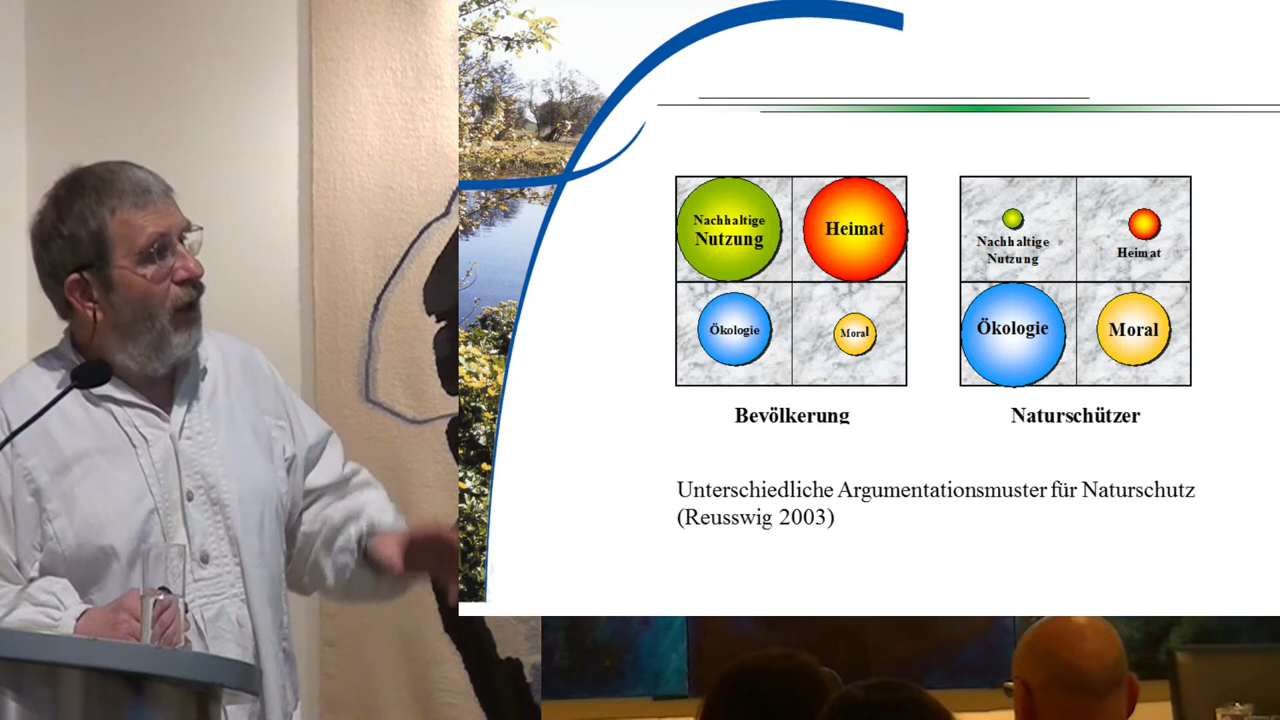 Nachhaltige
Nutzung
Heimat
Ökologie
Moral
Bevölkerung
Nachhaltige
Nutzung
Heimat
Ökologie
Moral
Naturschützer
Unterschiedliche Argumentationsmuster für Naturschutz
(Reusswig 2003)